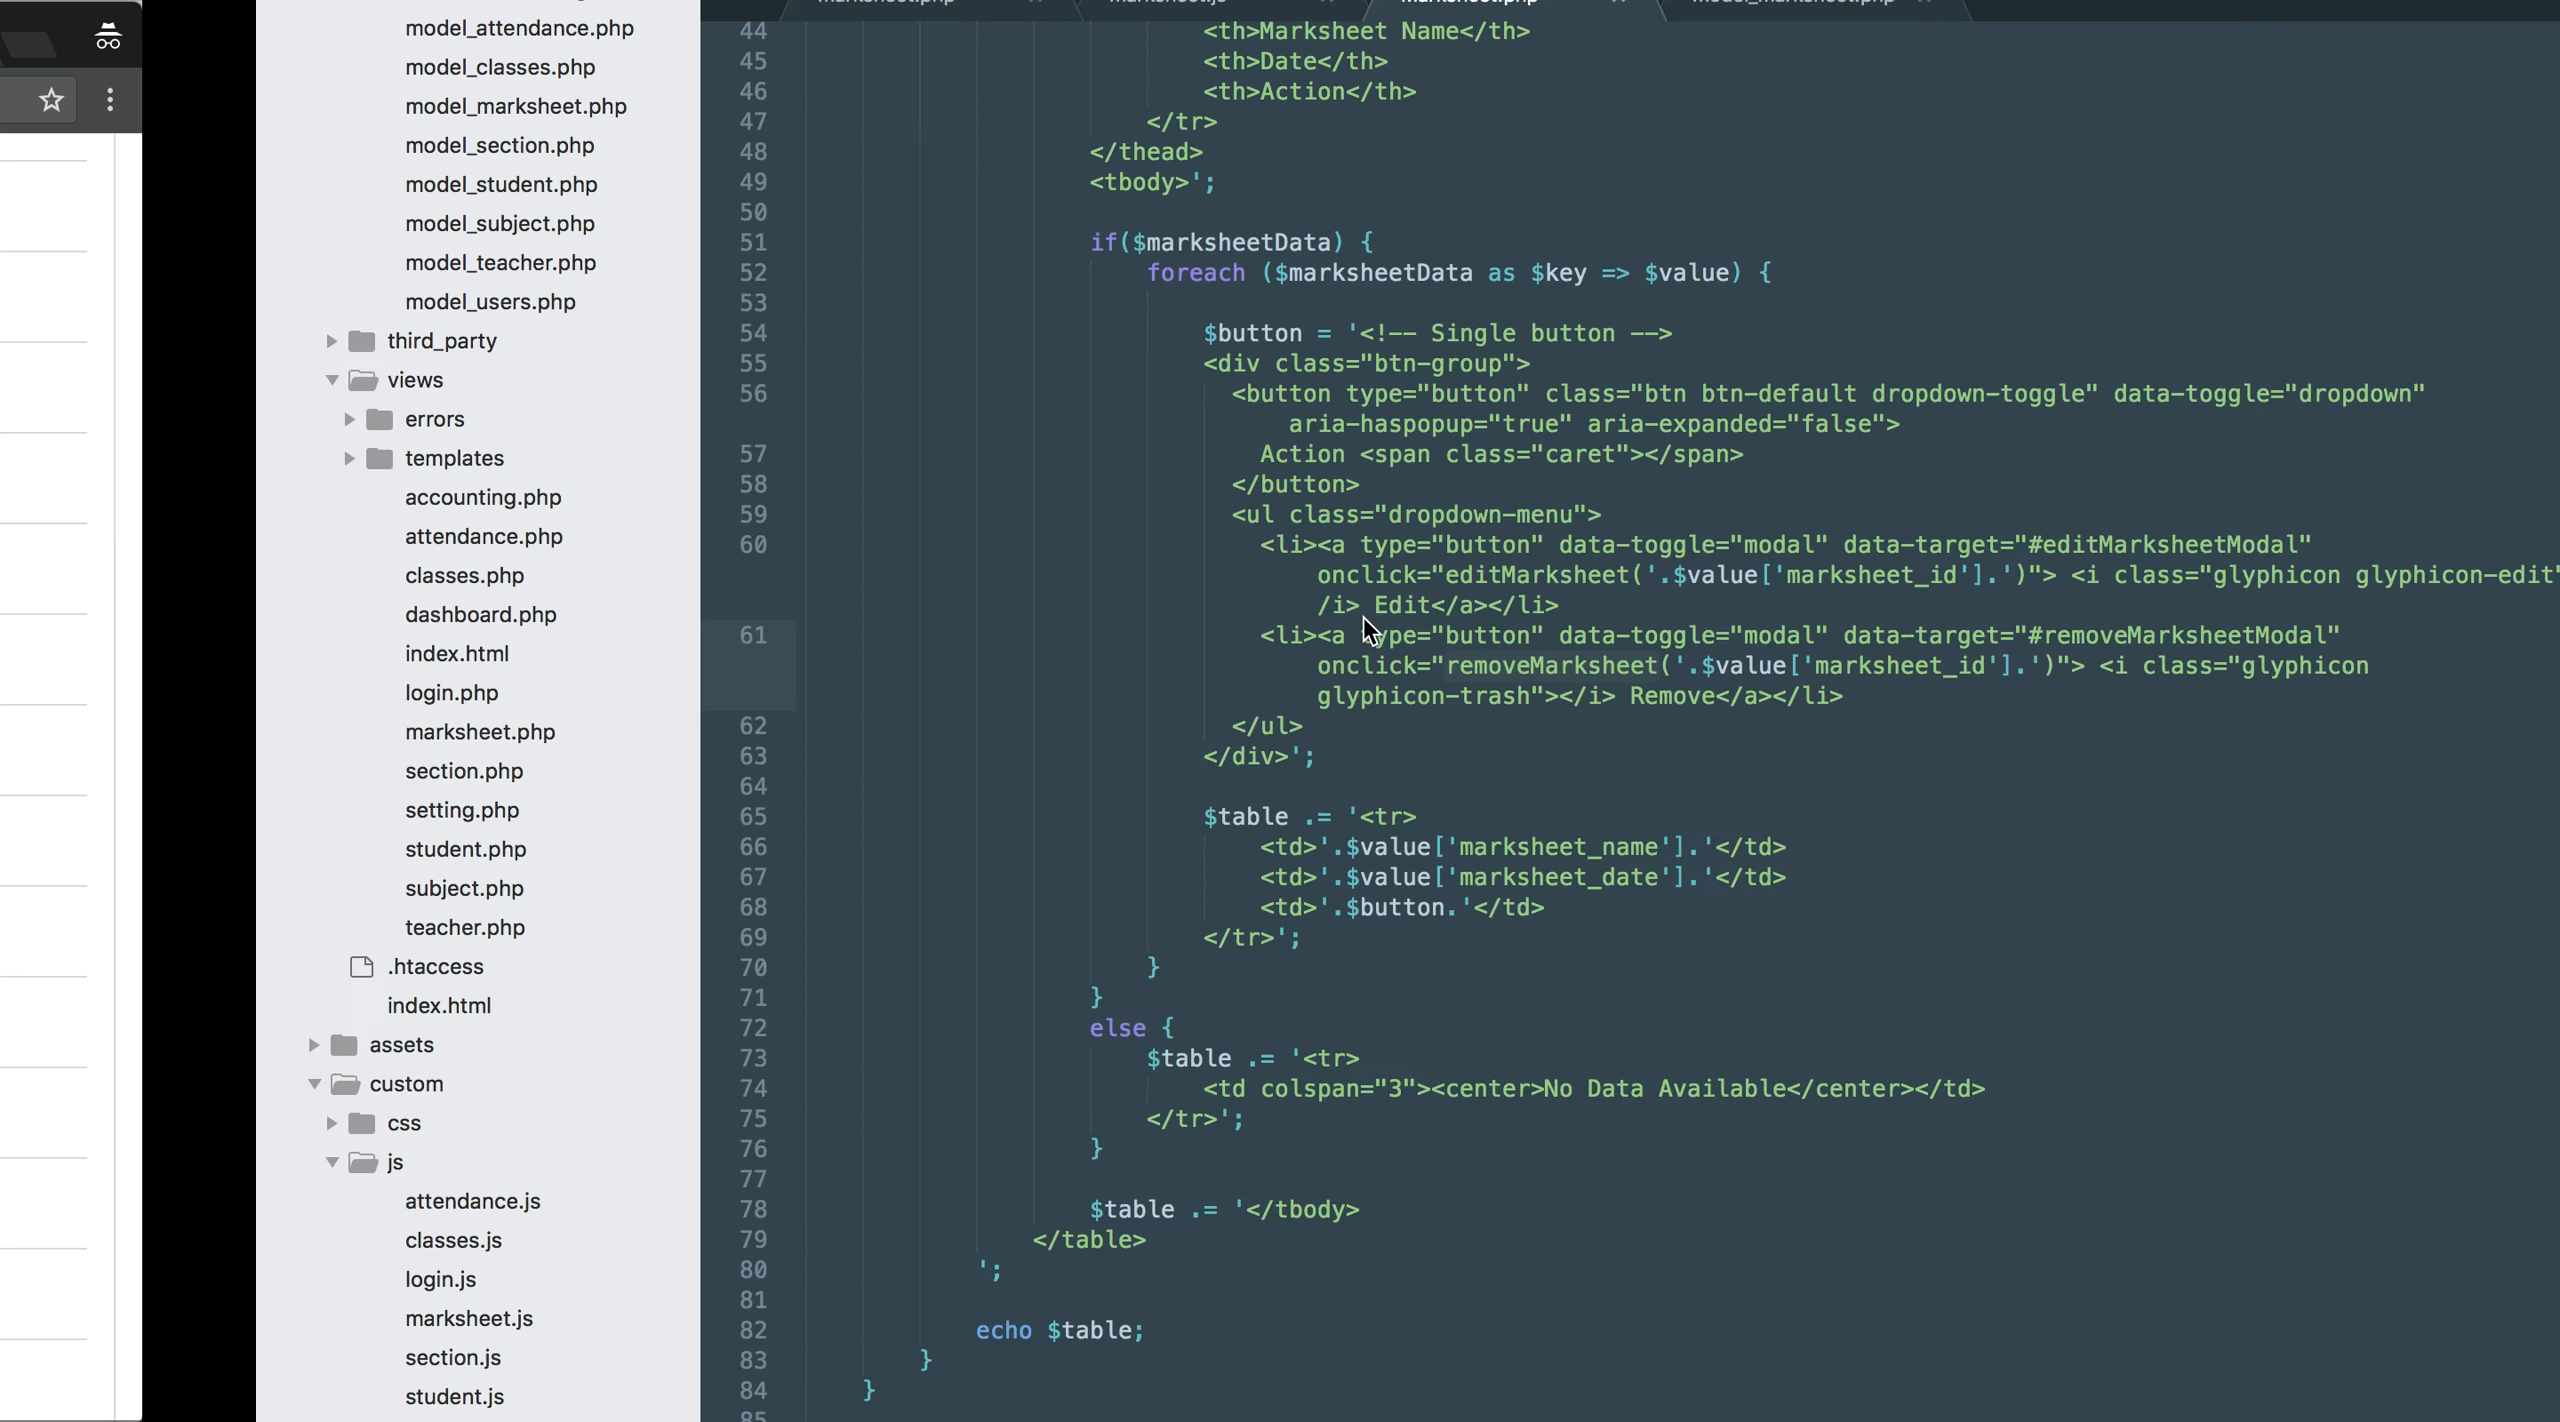 model_attendance.php
model_classes.php
model_marksheet.php
model_section.php
model_student.php
model_subject.php
model_teacher.php
model_users.php
third_party
views
errors
templates
accounting.php
attendance.php
classes.php
dashboard.php
index.html
login.php
marksheet.php
section.php
setting.php
student.php
subject.php
teacher.php
.htaccess
index.html
assets
custom
css
js
attendance.js
classes.js
login.js
marksheet.js
section.js
student.js
44 <th>Marksheet Name</th>
45 <th>Date</th>
46 <th>Action</th>
47 </tr>
48 </thead>
49 <tbody>';
50
51 if($marksheetData) {
52 foreach ($marksheetData as $key => $value) {
53
54 $button = '<!-- Single button -->
55 <div class="btn-group">
56 <button type="button" class="btn btn-default dropdown-toggle" data-toggle="dropdown"
aria-haspopup="true" aria-expanded="false">
57 Action <span class="caret"></span>
58 </button>
59 <ul class="dropdown-menu">
60 <li><a type="button" data-toggle="modal" data-target="#editMarksheetModal"
onclick="editMarksheet('.$value['marksheet_id'].')"> <i class="glyphicon glyphicon-edit"
/i> Edit</a></li>
61 <li><a type="button" data-toggle="modal" data-target="#removeMarksheetModal"
onclick="removeMarksheet('.$value['marksheet_id'].')"> <i class="glyphicon
glyphicon-trash"></i> Remove</a></li>
62 </ul>
63 </div>';
64
65 $table .= '<tr>
66 <td>'.$value['marksheet_name'].'</td>
67 <td>'.$value['marksheet_date'].'</td>
68 <td>'.$button.'</td>
69 </tr>';
70 }
71 }
72 else {
73 $table .= '<tr>
74 <td colspan="3"><center>No Data Available</center></td>
75 </tr>';
76 }
77
78 $table .= '</tbody>
79 </table>
80 ';
81
82 echo $table;
83 }
84 }
85